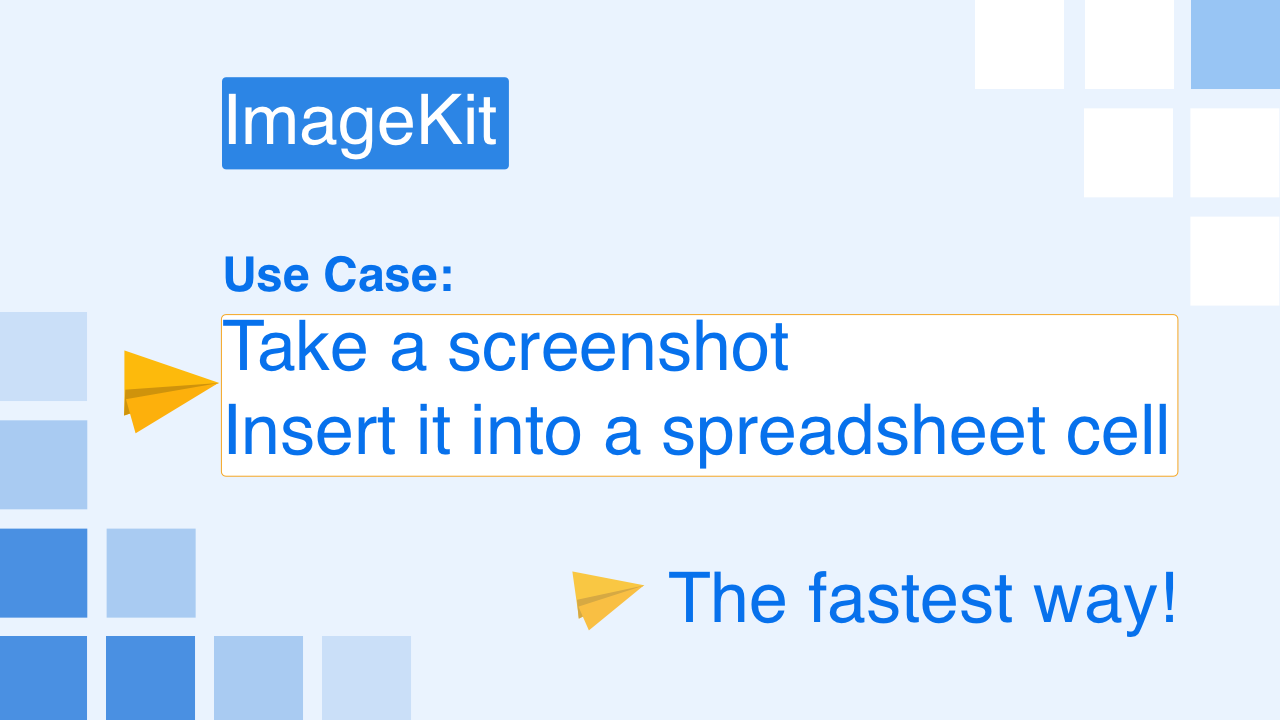 ImageKit
Use Case:
Take a screenshot
Insert it into a spreadsheet cell
The fastest way!